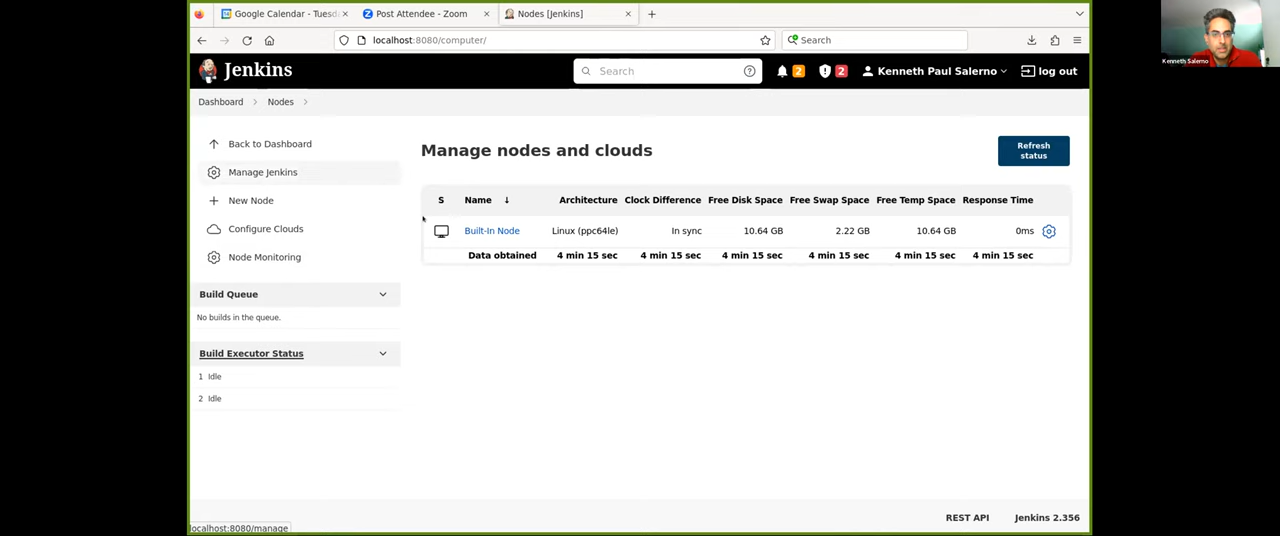 Google Calendar - Tuesd
Post Attendee - Zoom
Nodes [Jenkins]
localhost:8080/computer/
Search
Jenkins
Search
2
2
Kenneth Paul Salerno
log out
Dashboard
Nodes
Back to Dashboard
Manage Jenkins
New Node
Configure Clouds
Node Monitoring
Build Queue
No builds in the queue.
Build Executor Status
1 Idle
2 Idle
Manage nodes and clouds
Refresh
status
S Name ↓ Architecture Clock Difference Free Disk Space Free Swap Space Free Temp Space Response Time
Built-In Node Linux (ppc64le) In sync 10.64 GB 2.22 GB 10.64 GB 0ms
Data obtained 4 min 15 sec 4 min 15 sec 4 min 15 sec 4 min 15 sec 4 min 15 sec 4 min 15 sec
REST API
Jenkins 2.356
localhost:8080/manage
Kenneth Salerno